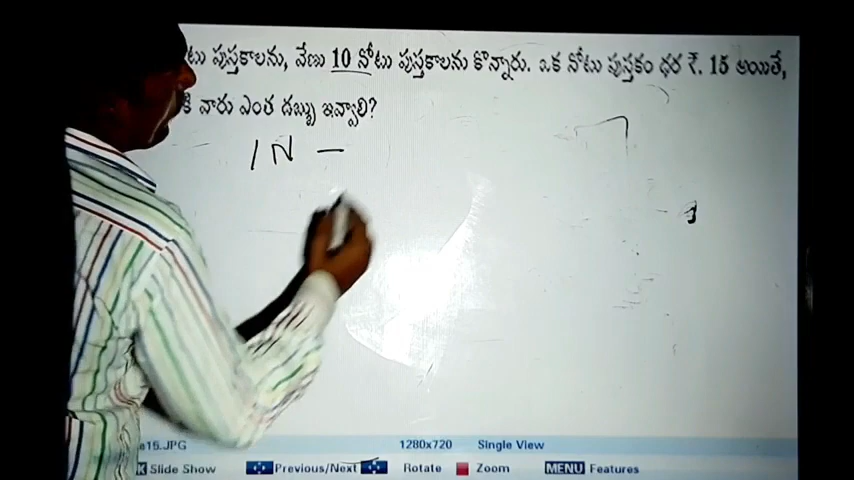 టు పుస్తకాలను, వేణు 10 నోటు పుస్తకాలను కొన్నారు. ఒక నోటు పుస్తకం ధర ₹. 15 అయితే,
కి వారు ఎంత డబ్బు ఇవ్వాలి?
1 N –
e15.JPG 1280x720 Single View
K Slide Show Previous/Next Rotate Zoom MENU Features